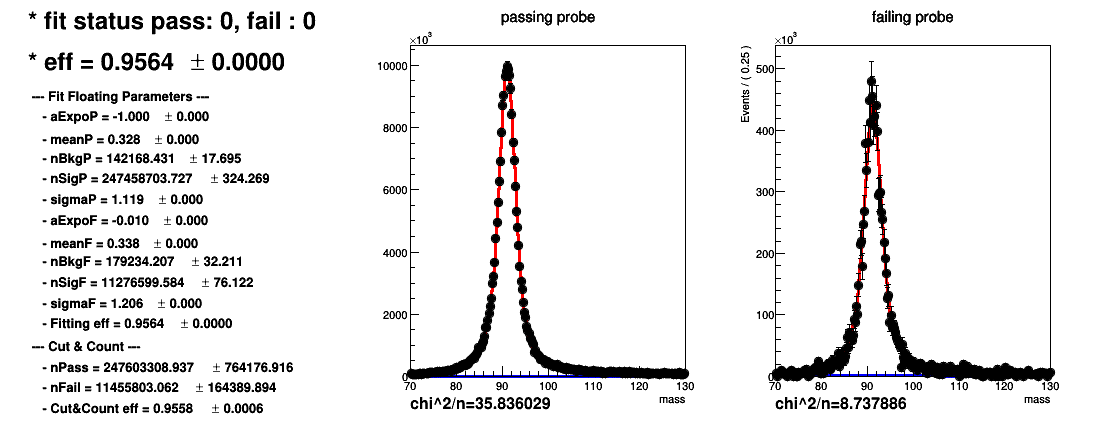 * fit status pass: 0, fail : 0
* eff = 0.9564 ± 0.0000
--- Fit Floating Parameters ---
- aExpoP = -1.000 ± 0.000
- meanP = 0.328 ± 0.000
- nBkgP = 142168.431 ± 17.695
- nSigP = 247458703.727 ± 324.269
- sigmaP = 1.119 ± 0.000
- aExpoF = -0.010 ± 0.000
- meanF = 0.338 ± 0.000
- nBkgF = 179234.207 ± 32.211
- nSigF = 11276599.584 ± 76.122
- sigmaF = 1.206 ± 0.000
- Fitting eff = 0.9564 ± 0.0000
--- Cut & Count ---
- nPass = 247603308.937 ± 764176.916
- nFail = 11455803.062 ± 164389.894
- Cut&Count eff = 0.9558 ± 0.0006
passing probe
×10³
10000
8000
6000
4000
2000
0
70 80 90 100 110 120 130
mass
chi^2/n=35.836029
failing probe
×10³
Events / ( 0.25 )
500
400
300
200
100
0
70 80 90 100 110 120 130
mass
chi^2/n=8.737886